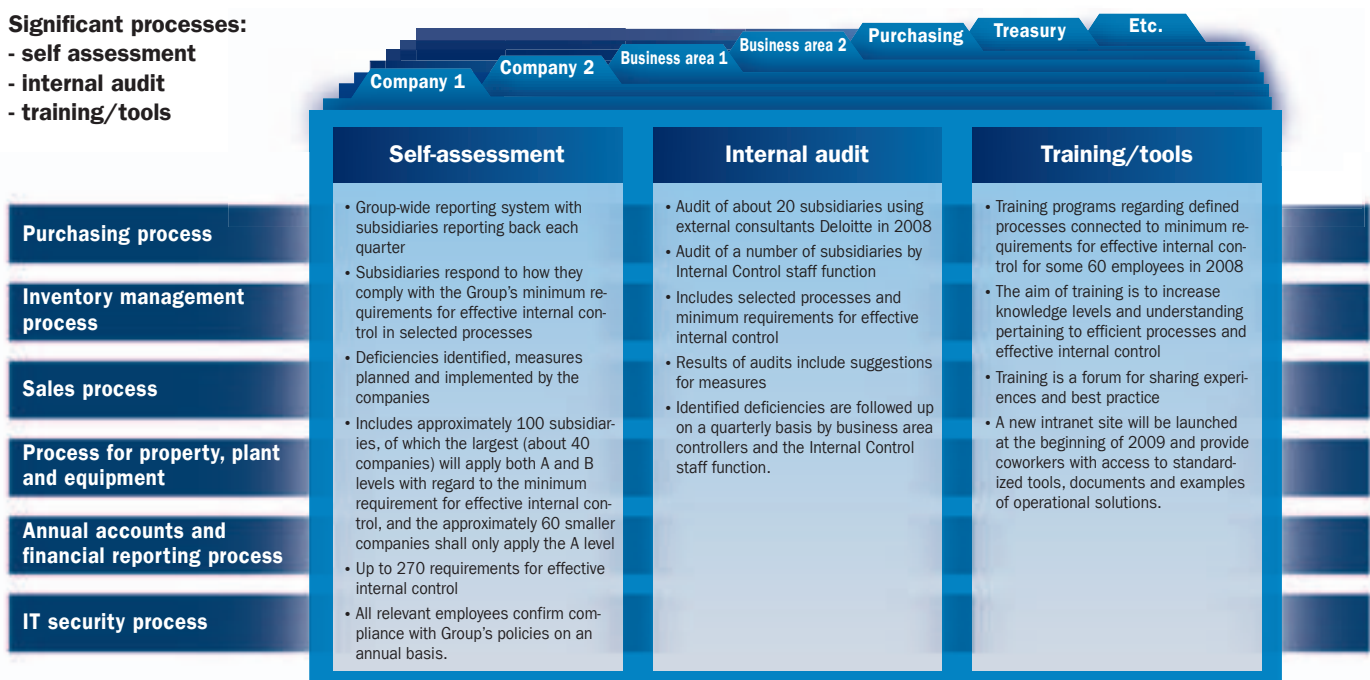 Significant processes:
- self assessment
- internal audit
- training/tools
Company 1
Company 2
Business area 1
Business area 2
Purchasing
Treasury
Etc.
Purchasing process
Inventory management
process
Sales process
Process for property, plant
and equipment
Annual accounts and
financial reporting process
IT security process
Self-assessment
• Group-wide reporting system with
subsidiaries reporting back each
quarter
• Subsidiaries respond to how they
comply with the Group's minimum re-
quirements for effective internal con-
trol in selected processes
• Deficiencies identified, measures
planned and implemented by the
companies
• Includes approximately 100 subsidiar-
ies, of which the largest (about 40
companies) will apply both A and B
levels with regard to the minimum
requirement for effective internal con-
trol, and the approximately 60 smaller
companies shall only apply the A level
• Up to 270 requirements for effective
internal control
• All relevant employees confirm com-
pliance with Group's policies on an
annual basis.
Internal audit
• Audit of about 20 subsidiaries using
external consultants Deloitte in 2008
• Audit of a number of subsidiaries by
Internal Control staff function
• Includes selected processes and
minimum requirements for effective
internal control
• Results of audits include suggestions
for measures
• Identified deficiencies are followed up
on a quarterly basis by business area
controllers and the Internal Control
staff function.
Training/tools
• Training programs regarding defined
processes connected to minimum re-
quirements for effective internal con-
trol for some 60 employees in 2008
• The aim of training is to increase
knowledge levels and understanding
pertaining to efficient processes and
effective internal control
• Training is a forum for sharing experi-
ences and best practice
• A new intranet site will be launched
at the beginning of 2009 and provide
coworkers with access to standard-
ized tools, documents and examples
of operational solutions.